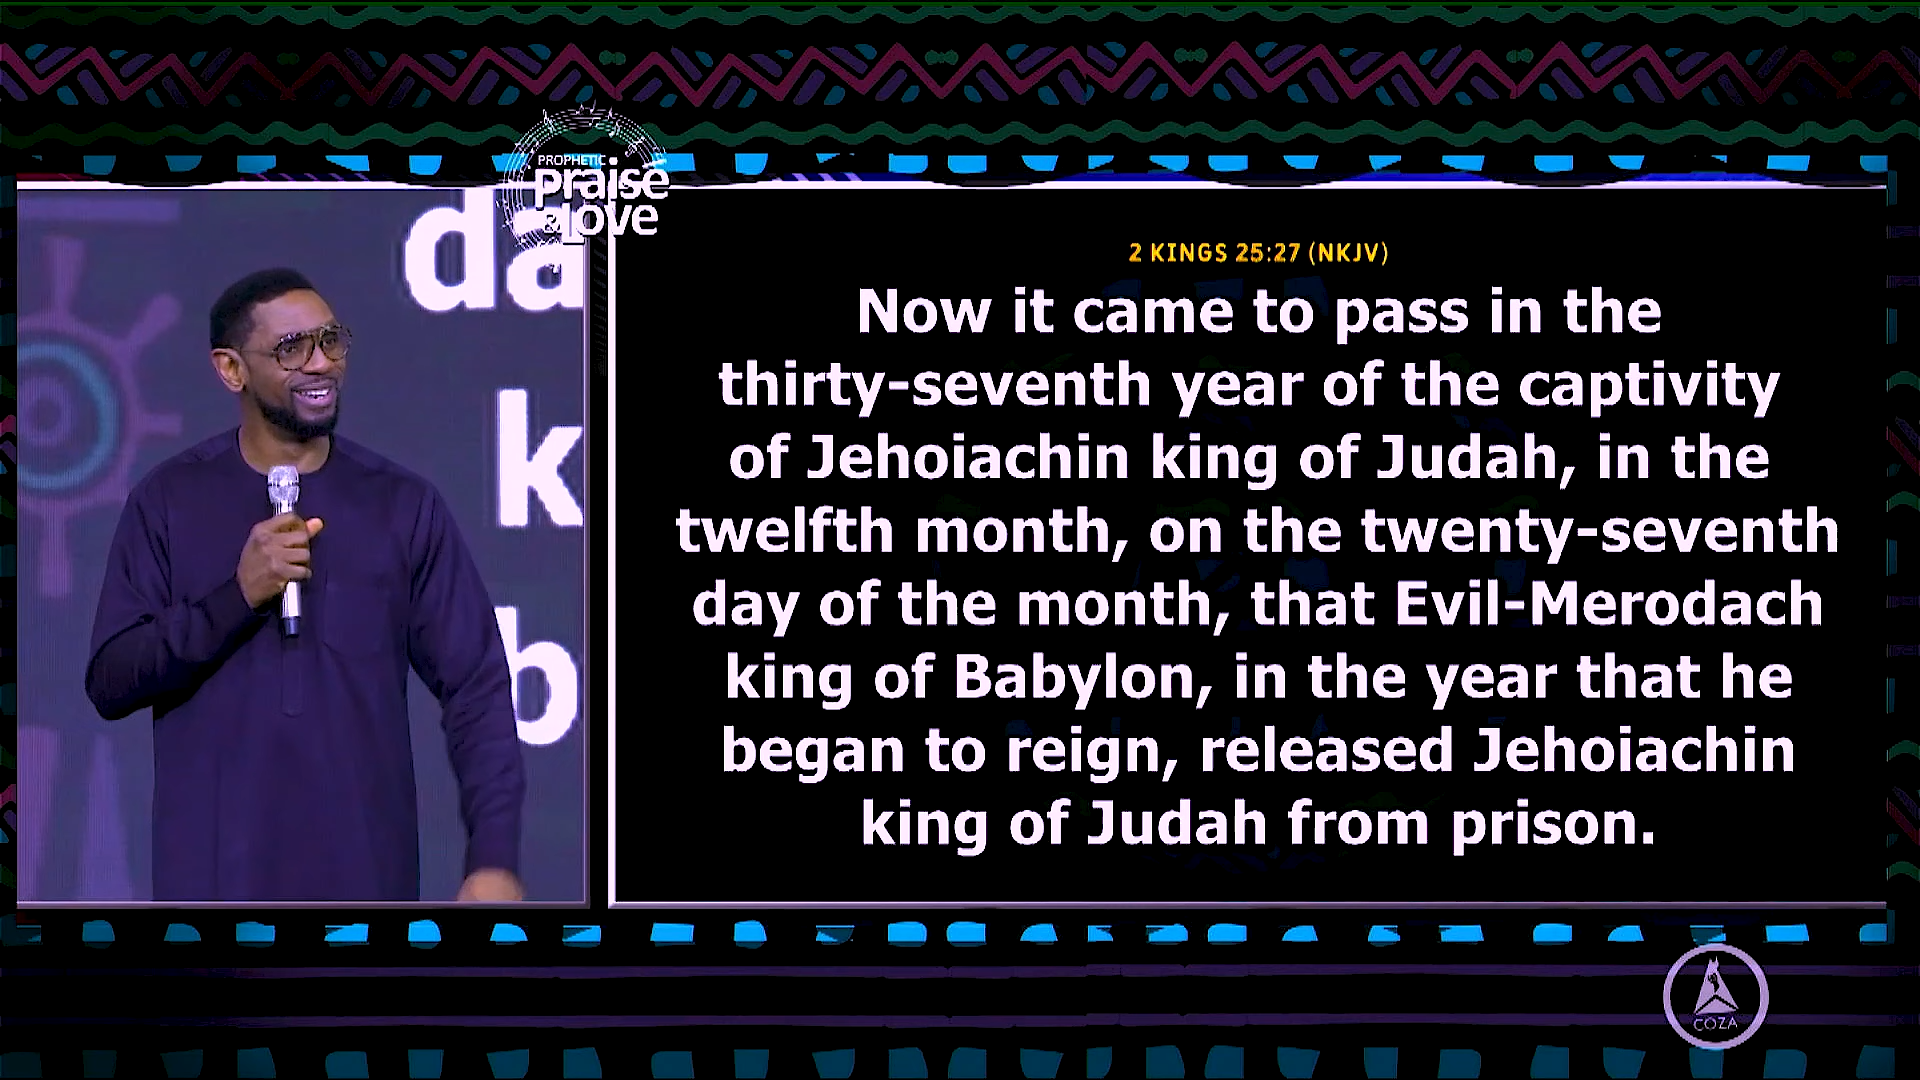 PROPHETIC
praise
&love
da
k
b
2 KINGS 25:27 (NKJV)
Now it came to pass in the
thirty-seventh year of the captivity
of Jehoiachin king of Judah, in the
twelfth month, on the twenty-seventh
day of the month, that Evil-Merodach
king of Babylon, in the year that he
began to reign, released Jehoiachin
king of Judah from prison.
COZA